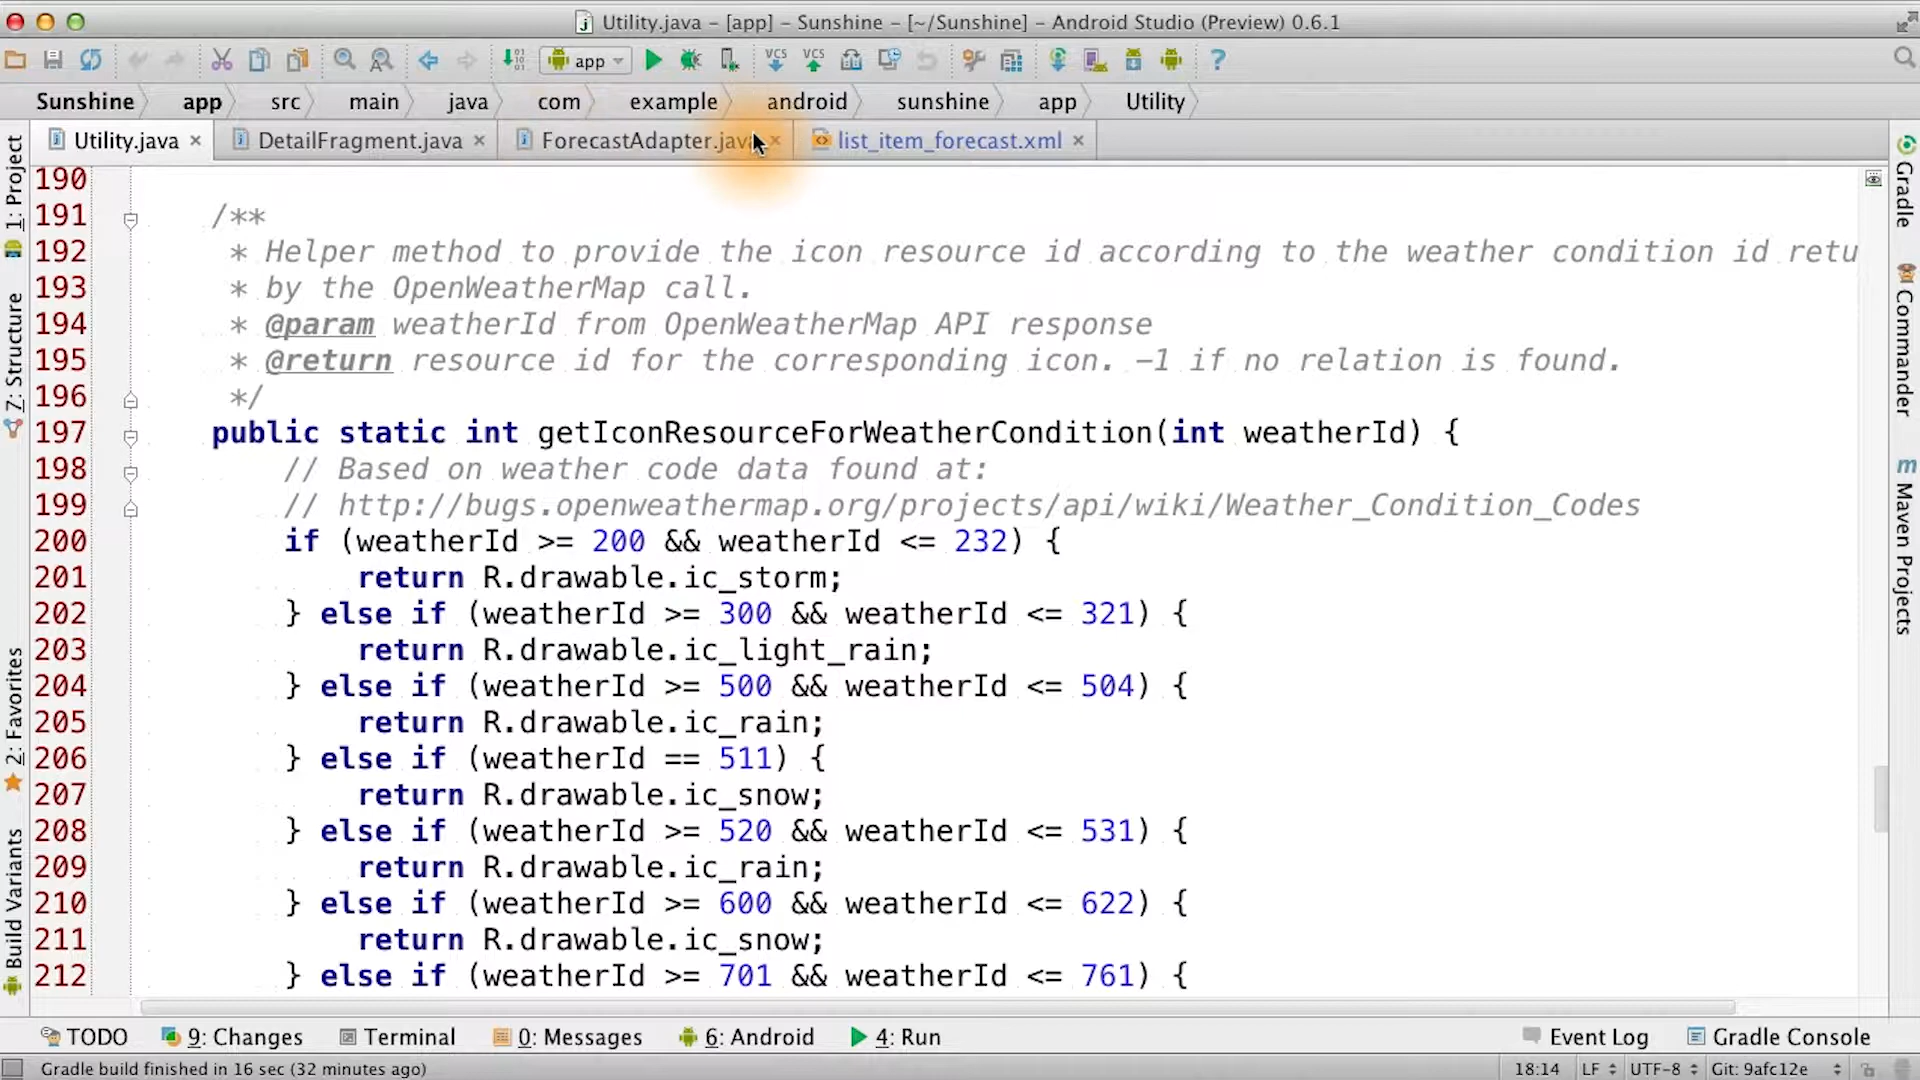 Utility.java – [app] – Sunshine – [~/Sunshine] – Android Studio (Preview) 0.6.1
app
VCS VCS
?
Sunshine app src main java com example android sunshine app Utility
Utility.java DetailFragment.java ForecastAdapter.java list_item_forecast.xml
1: Project
Z: Structure
2: Favorites
Build Variants
190
191 /**
192 * Helper method to provide the icon resource id according to the weather condition id retu
193 * by the OpenWeatherMap call.
194 * @param weatherId from OpenWeatherMap API response
195 * @return resource id for the corresponding icon. –1 if no relation is found.
196 */
197 public static int getIconResourceForWeatherCondition(int weatherId) {
198 // Based on weather code data found at:
199 // http://bugs.openweathermap.org/projects/api/wiki/Weather_Condition_Codes
200 if (weatherId >= 200 && weatherId <= 232) {
201 return R.drawable.ic_storm;
202 } else if (weatherId >= 300 && weatherId <= 321) {
203 return R.drawable.ic_light_rain;
204 } else if (weatherId >= 500 && weatherId <= 504) {
205 return R.drawable.ic_rain;
206 } else if (weatherId == 511) {
207 return R.drawable.ic_snow;
208 } else if (weatherId >= 520 && weatherId <= 531) {
209 return R.drawable.ic_rain;
210 } else if (weatherId >= 600 && weatherId <= 622) {
211 return R.drawable.ic_snow;
212 } else if (weatherId >= 701 && weatherId <= 761) {
Gradle
Commander
m Maven Projects
TODO 9: Changes Terminal 0: Messages 6: Android 4: Run Event Log Gradle Console
Gradle build finished in 16 sec (32 minutes ago) 18:14 LF UTF-8 Git: 9afc12e